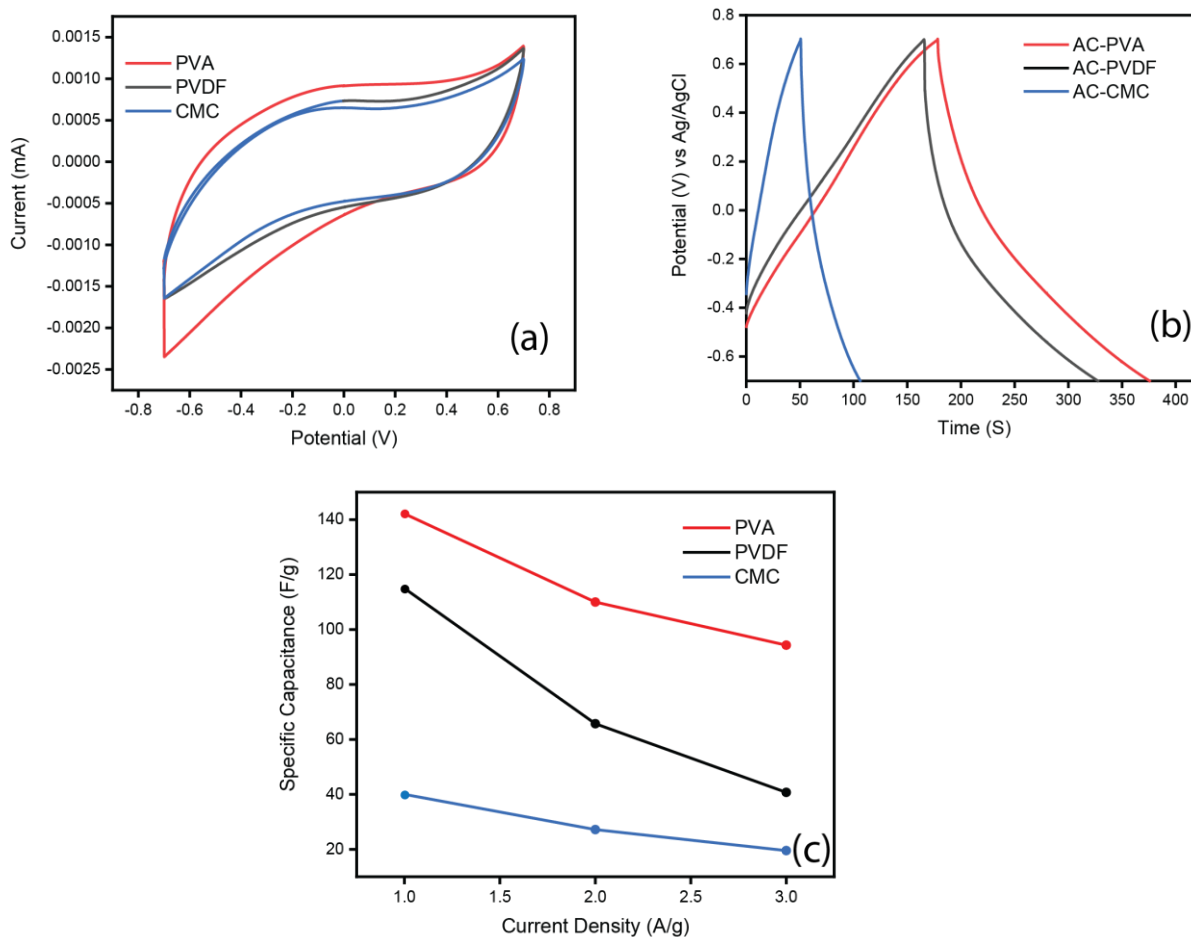 0.0015
0.0010
0.0005
0.0000
-0.0005
-0.0010
-0.0015
-0.0020
-0.0025
Current (mA)
PVA
PVDF
CMC
(a)
-0.8 -0.6 -0.4 -0.2 0.0 0.2 0.4 0.6 0.8
Potential (V)
0.8
0.6
0.4
0.2
0.0
-0.2
-0.4
-0.6
Potential (V) vs Ag/AgCl
AC-PVA
AC-PVDF
AC-CMC
(b)
0 50 100 150 200 250 300 350 400
Time (S)
140
120
100
80
60
40
20
Specific Capacitance (F/g)
PVA
PVDF
CMC
(c)
1.0 1.5 2.0 2.5 3.0
Current Density (A/g)